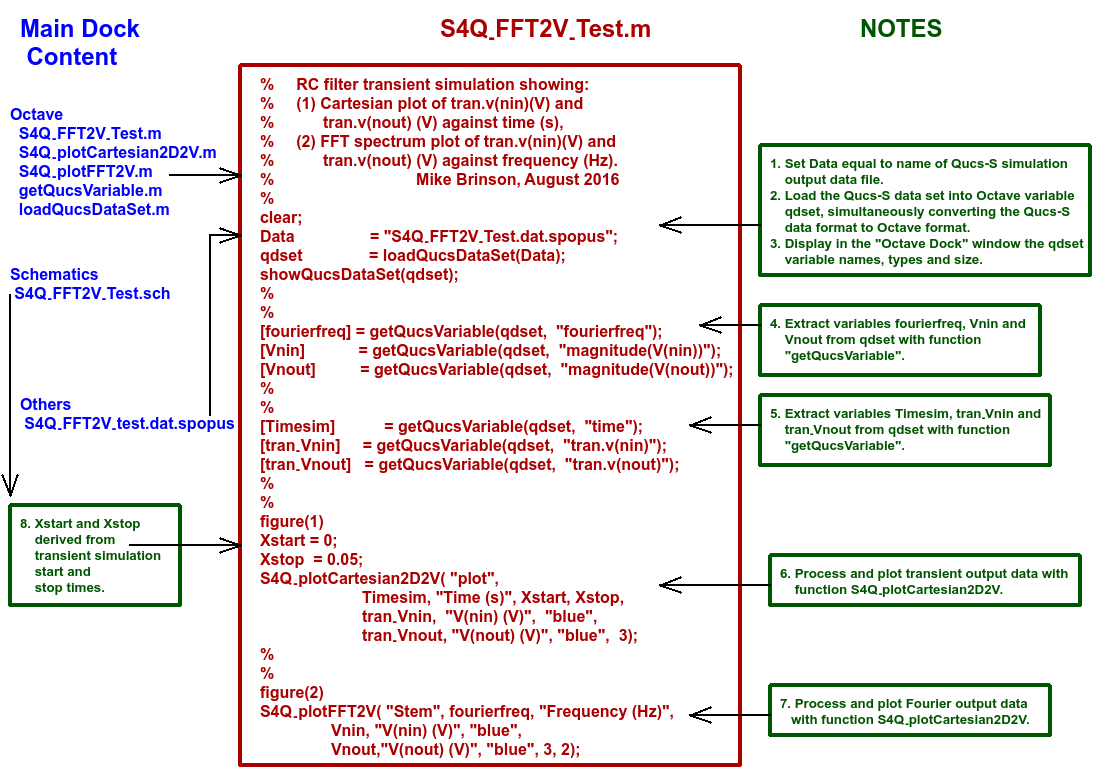 Main Dock
Content
S4Q_FFT2V_Test.m
NOTES
Octave
S4Q_FFT2V_Test.m
S4Q_plotCartesian2D2V.m
S4Q_plotFFT2V.m
getQucsVariable.m
loadQucsDataSet.m
Schematics
S4Q_FFT2V_Test.sch
Others
S4Q_FFT2V_test.dat.spopus
8. Xstart and Xstop
derived from
transient simulation
start and
stop times.
% RC filter transient simulation showing:
% (1) Cartesian plot of tran.v(nin)(V) and
% tran.v(nout) (V) against time (s),
% (2) FFT spectrum plot of tran.v(nin)(V) and
% tran.v(nout) (V) against frequency (Hz).
% Mike Brinson, August 2016
%
clear;
Data = "S4Q_FFT2V_Test.dat.spopus";
qdset = loadQucsDataSet(Data);
showQucsDataSet(qdset);
%
%
[fourierfreq] = getQucsVariable(qdset, "fourierfreq");
[Vnin] = getQucsVariable(qdset, "magnitude(V(nin))");
[Vnout] = getQucsVariable(qdset, "magnitude(V(nout))");
%
%
[Timesim] = getQucsVariable(qdset, "time");
[tran_Vnin] = getQucsVariable(qdset, "tran.v(nin)");
[tran_Vnout] = getQucsVariable(qdset, "tran.v(nout)");
%
%
figure(1)
Xstart = 0;
Xstop = 0.05;
S4Q_plotCartesian2D2V( "plot",
Timesim, "Time (s)", Xstart, Xstop,
tran_Vnin, "V(nin) (V)", "blue",
tran_Vnout, "V(nout) (V)", "blue", 3);
%
%
figure(2)
S4Q_plotFFT2V( "Stem", fourierfreq, "Frequency (Hz)",
Vnin, "V(nin) (V)", "blue",
Vnout,"V(nout) (V)", "blue", 3, 2);
1. Set Data equal to name of Qucs-S simulation
output data file.
2. Load the Qucs-S data set into Octave variable
qdset, simultaneously converting the Qucs-S
data format to Octave format.
3. Display in the "Octave Dock" window the qdset
variable names, types and size.
4. Extract variables fourierfreq, Vnin and
Vnout from qdset with function
"getQucsVariable".
5. Extract variables Timesim, tran_Vnin and
tran_Vnout from qdset with function
"getQucsVariable".
6. Process and plot transient output data with
function S4Q_plotCartesian2D2V.
7. Process and plot Fourier output data
with function S4Q_plotCartesian2D2V.